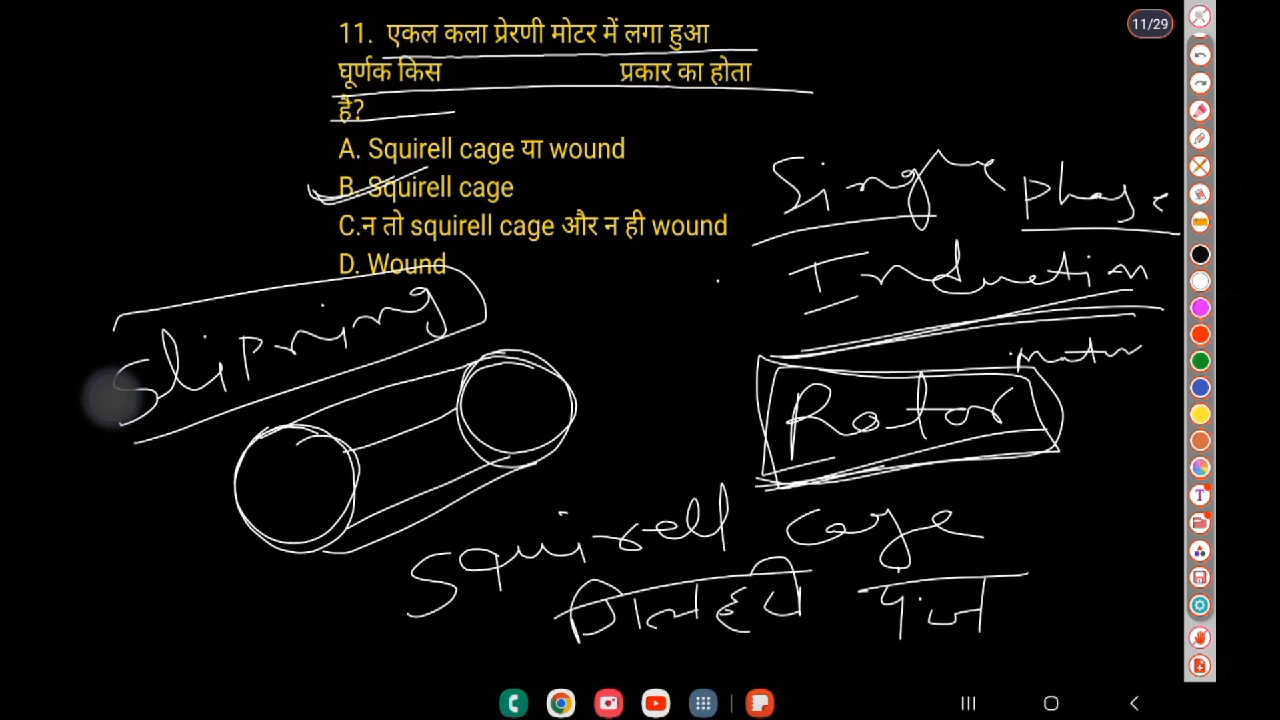 11/29
11. एकल कला प्रेरणी मोटर में लगा हुआ
घूर्णक किस प्रकार का होता
है?
A. Squirell cage या wound
B. Squirell cage
C.न तो squirell cage और न ही wound
D. Wound
Single phase
Induction
motor
Slipring
Rotor
Squirell cage
गिलहरी पंजा